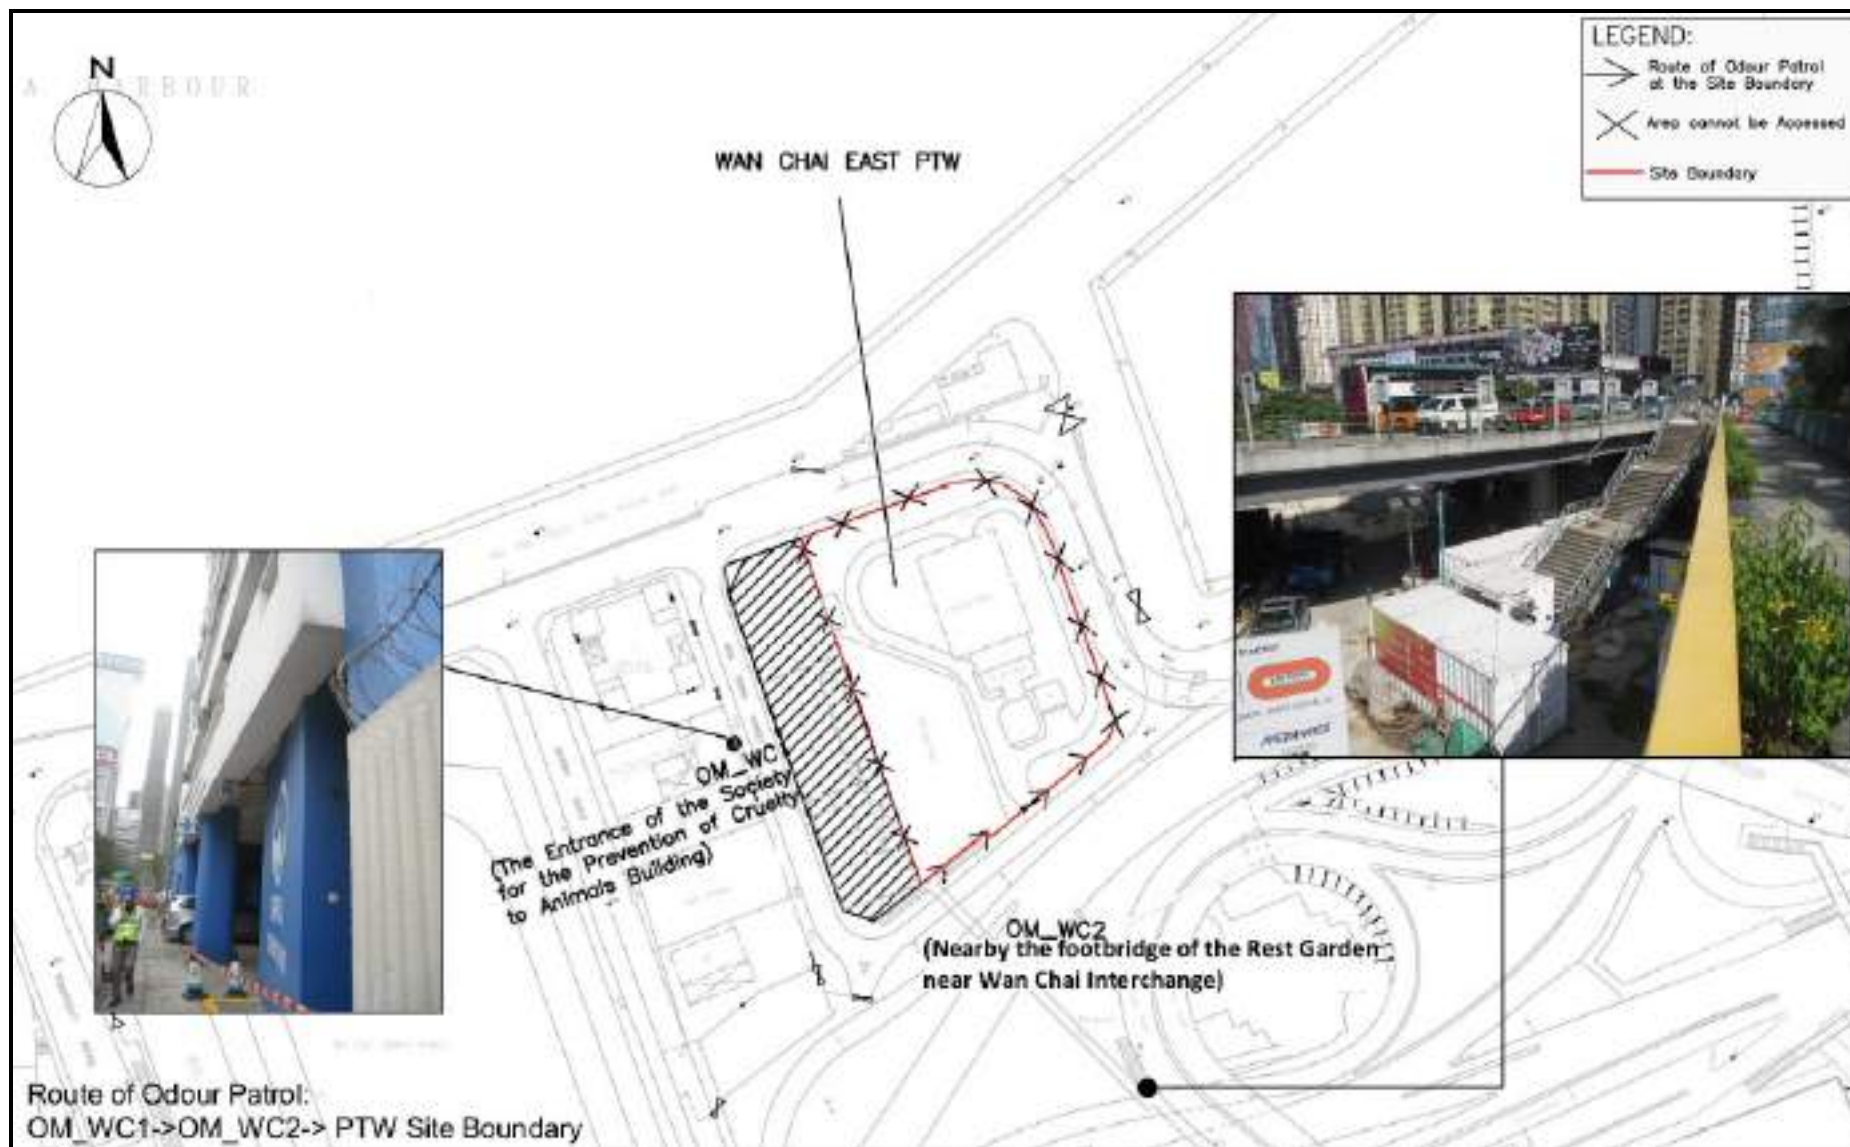 N
HARBOUR
LEGEND:
Route of Odour Patrol
at the Site Boundary
Area cannot be Accessed
Site Boundary
WAN CHAI EAST PTW
OM_WC
(The Entrance of the Society
for the Prevention of Cruelty
to Animals Building)
OM_WC2
(Nearby the footbridge of the Rest Garden
near Wan Chai Interchange)
Route of Odour Patrol:
OM_WC1->OM_WC2-> PTW Site Boundary